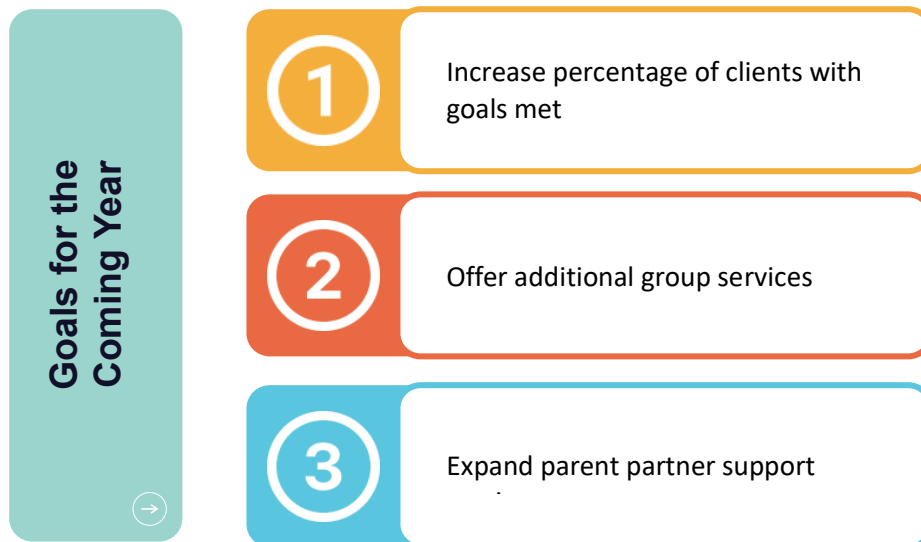 Goals for the
Coming Year
1
Increase percentage of clients with
goals met
2
Offer additional group services
3
Expand parent partner support